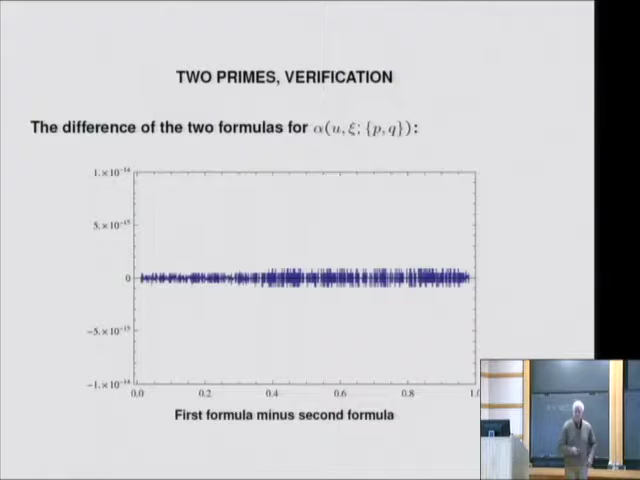 TWO PRIMES, VERIFICATION
The difference of the two formulas for α(u, ξ; {p, q}):
1.×10⁻¹⁴
5.×10⁻¹⁵
0
−5.×10⁻¹⁵
−1.×10⁻¹⁴
0.0 0.2 0.4 0.6 0.8 1.0
First formula minus second formula